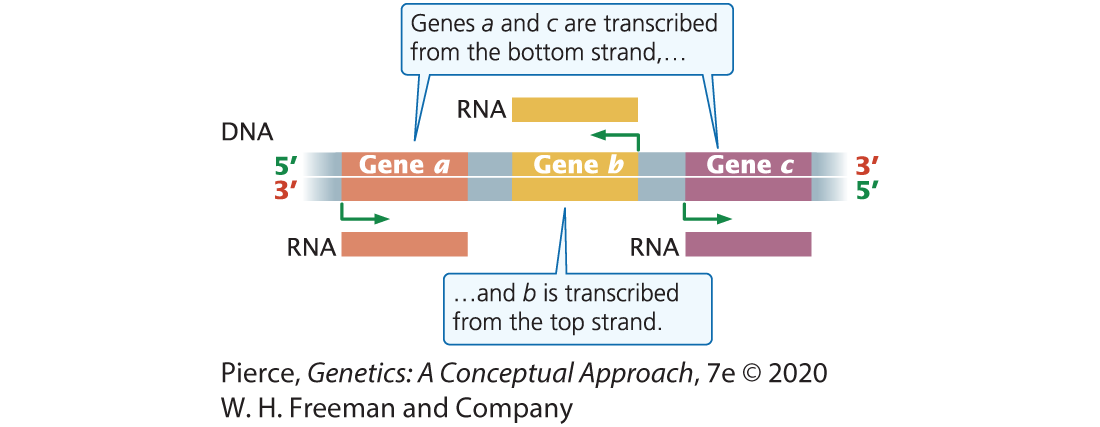 Genes a and c are transcribed
from the bottom strand,…
RNA
DNA
5′ Gene a Gene b Gene c 3′
3′ 5′
RNA RNA
…and b is transcribed
from the top strand.
Pierce, Genetics: A Conceptual Approach, 7e © 2020
W. H. Freeman and Company